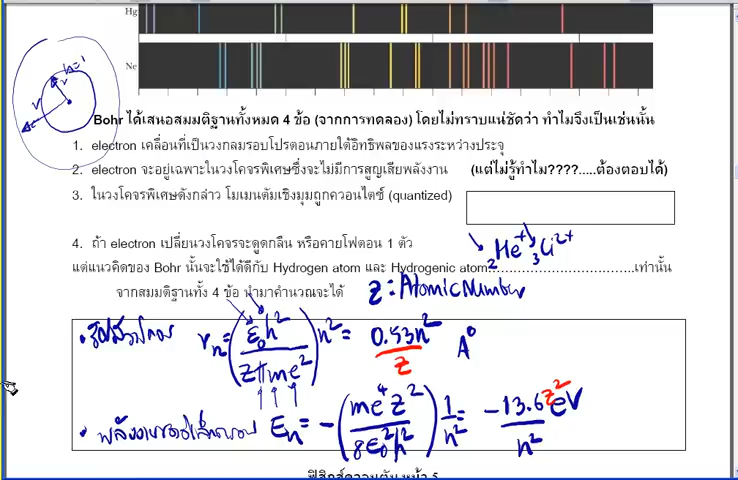 Hg
Ne
n=1
r
v
Bohr ได้เสนอสมมติฐานทั้งหมด 4 ข้อ (จากการทดลอง) โดยไม่ทราบแน่ชัดว่า ทำไมจึงเป็นเช่นนั้น
1. electron เคลื่อนที่เป็นวงกลมรอบโปรตอนภายใต้อิทธิพลของแรงระหว่างประจุ
2. electron จะอยู่เฉพาะในวงโคจรพิเศษซึ่งจะไม่มีการสูญเสียพลังงาน (แต่ไม่รู้ทำไม????.....ต้องตอบได้)
3. ในวงโคจรพิเศษดังกล่าว โมเมนตัมเชิงมุมถูกควอนไตซ์ (quantized)
4. ถ้า electron เปลี่ยนวงโคจรจะดูดกลืน หรือคายโฟตอน 1 ตัว
₂He⁺ ₃Li²⁺
แต่แนวคิดของ Bohr นั้นจะใช้ได้ดีกับ Hydrogen atom และ Hydrogenic atom......................................เท่านั้น
จากสมมติฐานทั้ง 4 ข้อ นำมาคำนวณจะได้ Z : Atomic Number
• รัศมีวงโคจร rₙ = (ε₀h²/Zπme²) n² = 0.53n²/Z A°
• Eₙ = -(me⁴Z²/8ε₀²h²) 1/n² = -13.6 Z²/n² eV
ฟิสิกส์ควอนตัม หน้า 5